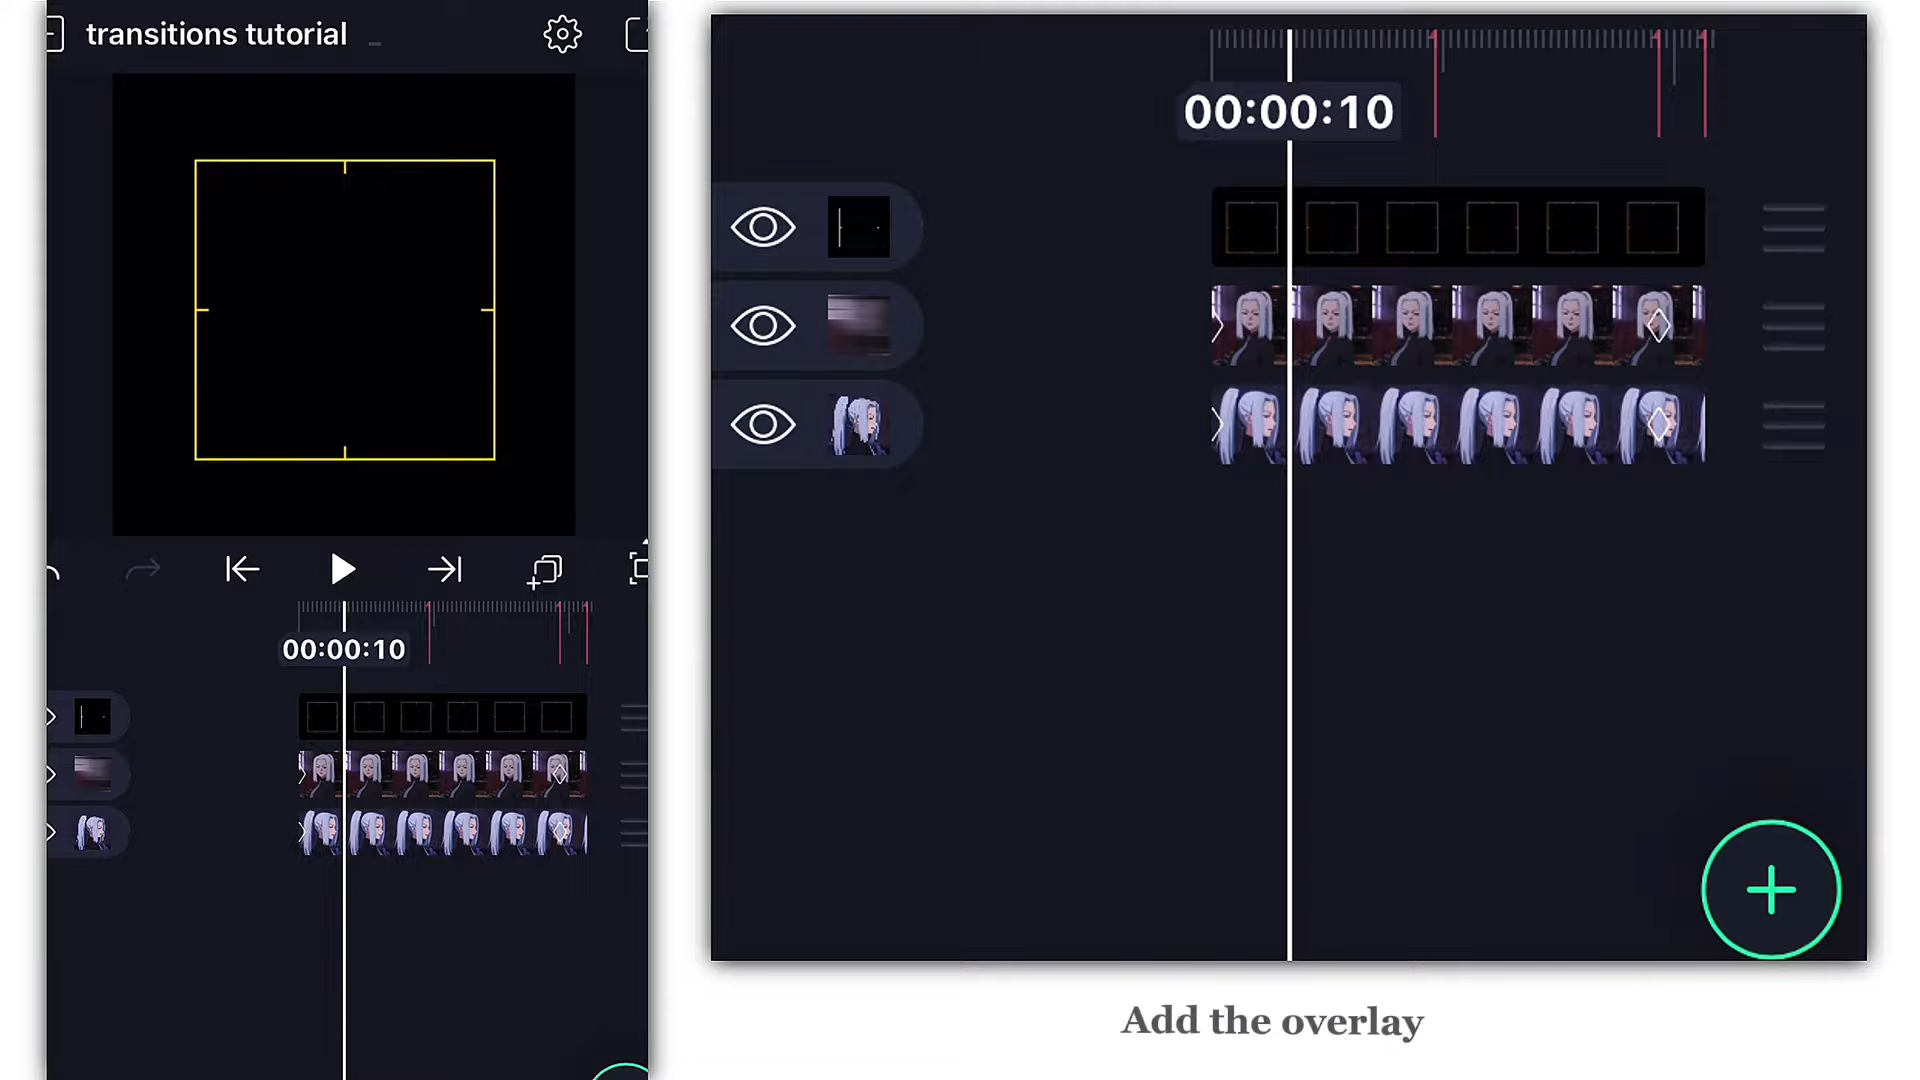 transitions tutorial
00:00:10
00:00:10
Add the overlay